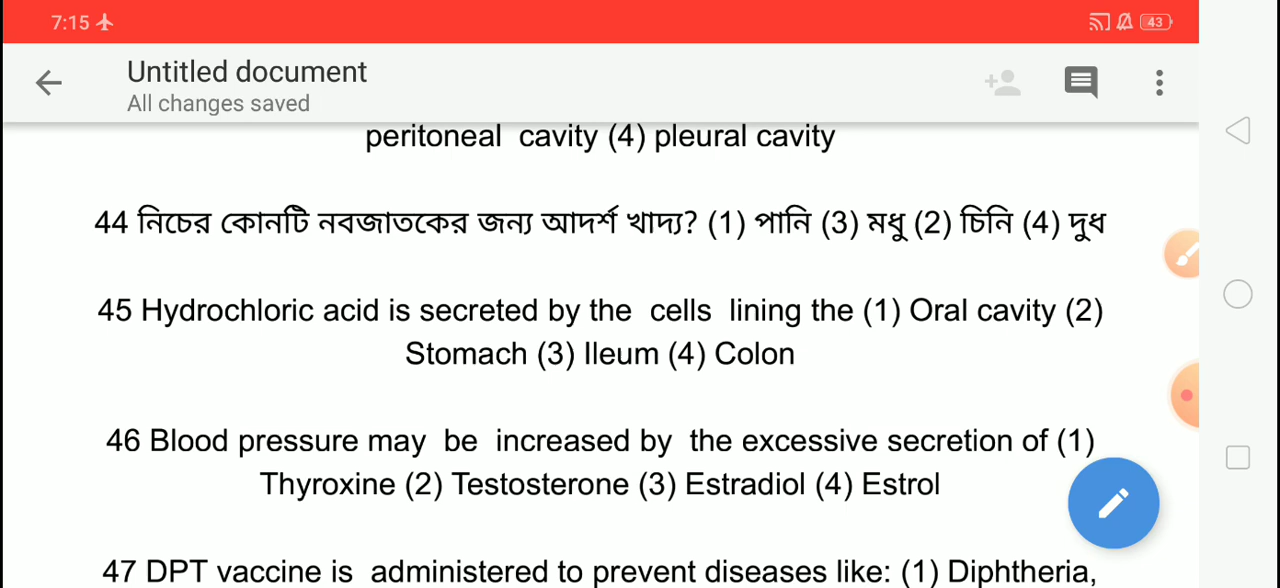 7:15
43
Untitled document
All changes saved
peritoneal cavity (4) pleural cavity
44 নিচের কোনটি নবজাতকের জন্য আদর্শ খাদ্য? (1) পানি (3) মধু (2) চিনি (4) দুধ
45 Hydrochloric acid is secreted by the cells lining the (1) Oral cavity (2)
Stomach (3) Ileum (4) Colon
46 Blood pressure may be increased by the excessive secretion of (1)
Thyroxine (2) Testosterone (3) Estradiol (4) Estrol
47 DPT vaccine is administered to prevent diseases like: (1) Diphtheria,